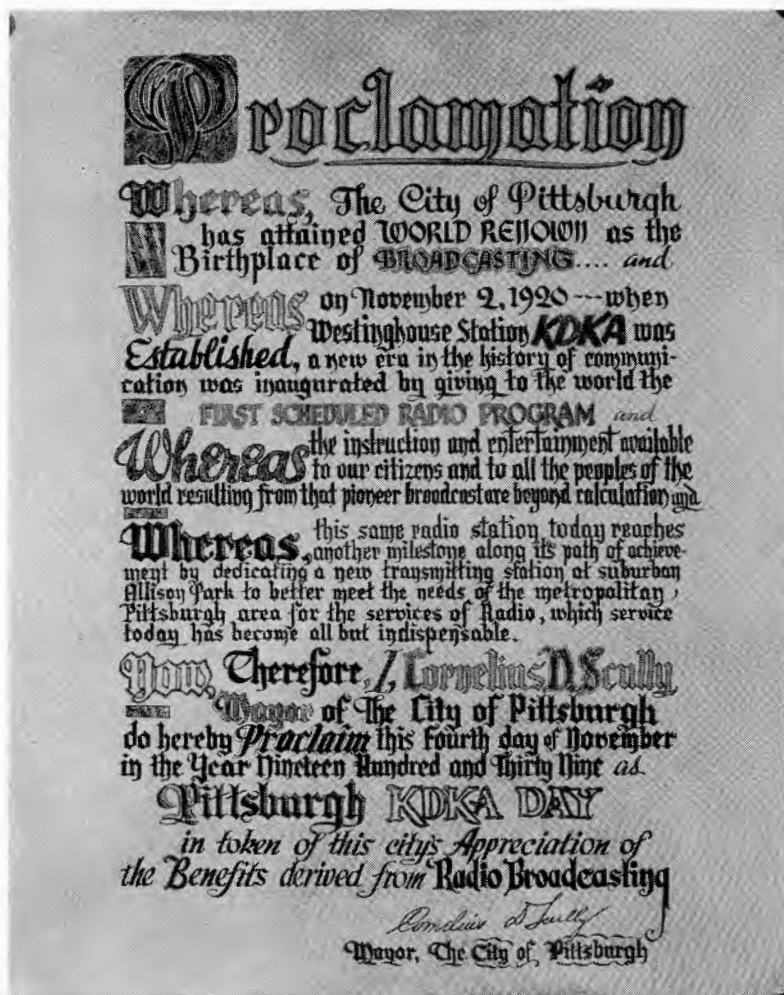 Proclamation
Whereas, The City of Pittsburgh
has attained WORLD RENOWN as the
Birthplace of BROADCASTING.... and
Whereas on November 2, 1920 --- when
Westinghouse Station KDKA was
Established, a new era in the history of communi-
cation was inaugurated by giving to the world the
FIRST SCHEDULED RADIO PROGRAM and
Whereas the instruction and entertainment available
to our citizens and to all the peoples of the
world resulting from that pioneer broadcast are beyond calculation and
Whereas, this same radio station today reaches
another milestone along its path of achieve-
ment by dedicating a new transmitting station at suburban
Allison Park to better meet the needs of the metropolitan,
Pittsburgh area for the services of Radio, which service
today has become all but indispensable.
Now, Therefore, I, Cornelius D. Scully
Mayor of The City of Pittsburgh
do hereby Proclaim this Fourth day of November
in the Year Nineteen Hundred and Thirty Nine as
Pittsburgh KDKA DAY
in token of this city's Appreciation of
the Benefits derived from Radio Broadcasting
Cornelius D Scully
Mayor, The City of Pittsburgh